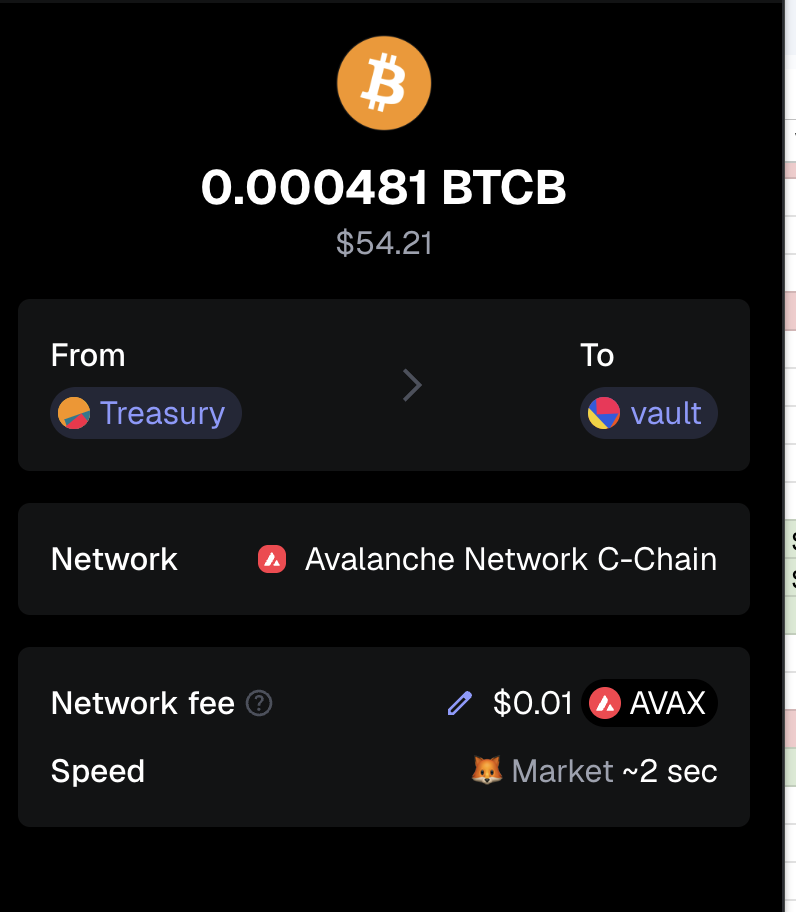 0.000481 BTCB
$54.21
From
To
Treasury
vault
Network
Avalanche Network C-Chain
Network fee ? $0.01 AVAX
Speed 🦊 Market ~2 sec